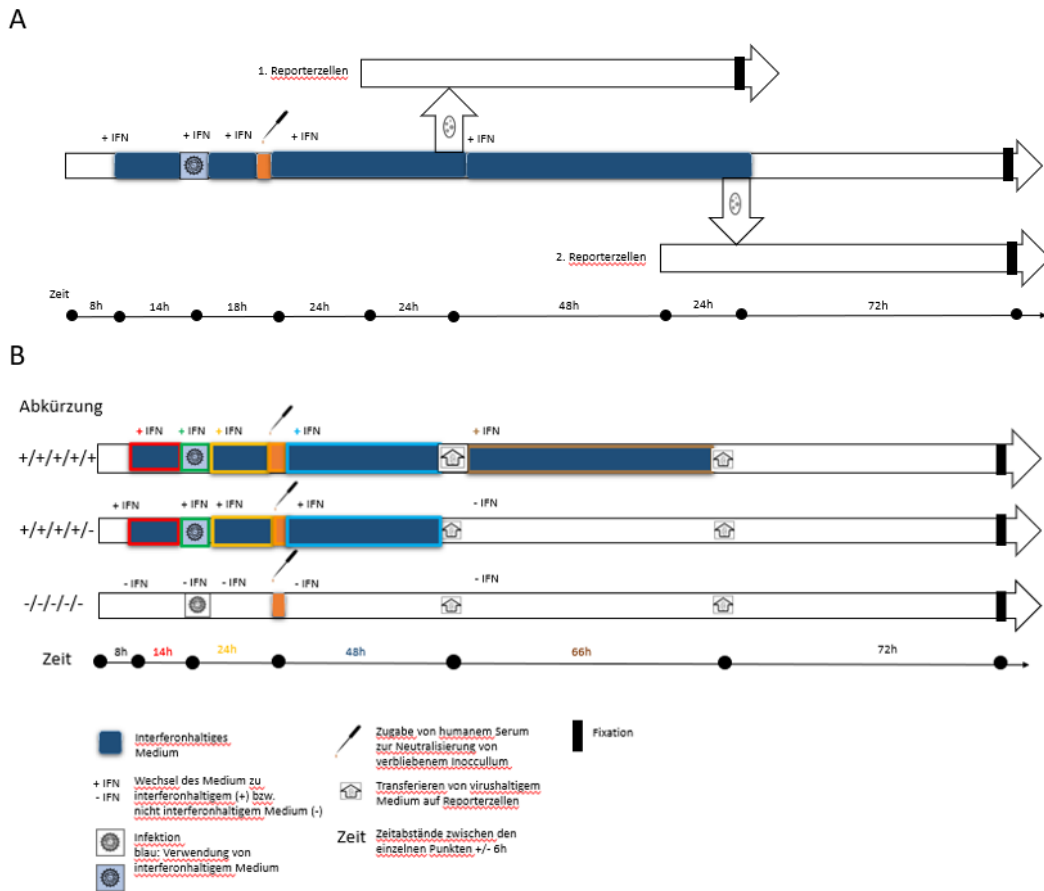 A
1. Reporterzellen
+ IFN
+ IFN
+ IFN
+ IFN
+ IFN
2. Reporterzellen
Zeit
8h
14h
18h
24h
24h
48h
24h
72h
B
Abkürzung
+ IFN
+ IFN
+ IFN
+ IFN
+ IFN
+/+/+/+/+
+ IFN
+ IFN
+ IFN
+ IFN
- IFN
+/+/+/+/-
- IFN
- IFN
- IFN
- IFN
- IFN
-/-/-/-/-
Zeit
8h
14h
24h
48h
66h
72h
Interferonhaltiges
Medium
+ IFN
- IFN
Wechsel des Medium zu
interferonhaltigem (+) bzw.
nicht interferonhaltigem Medium (-)
Infektion
blau: Verwendung von
interferonhaltigem Medium
Zugabe von humanem Serum
zur Neutralisierung von
verbliebenem Inoccullum
Transferieren von virushaltigem
Medium auf Reporterzellen
Zeit
Zeitabstände zwischen den
einzelnen Punkten +/- 6h
Fixation